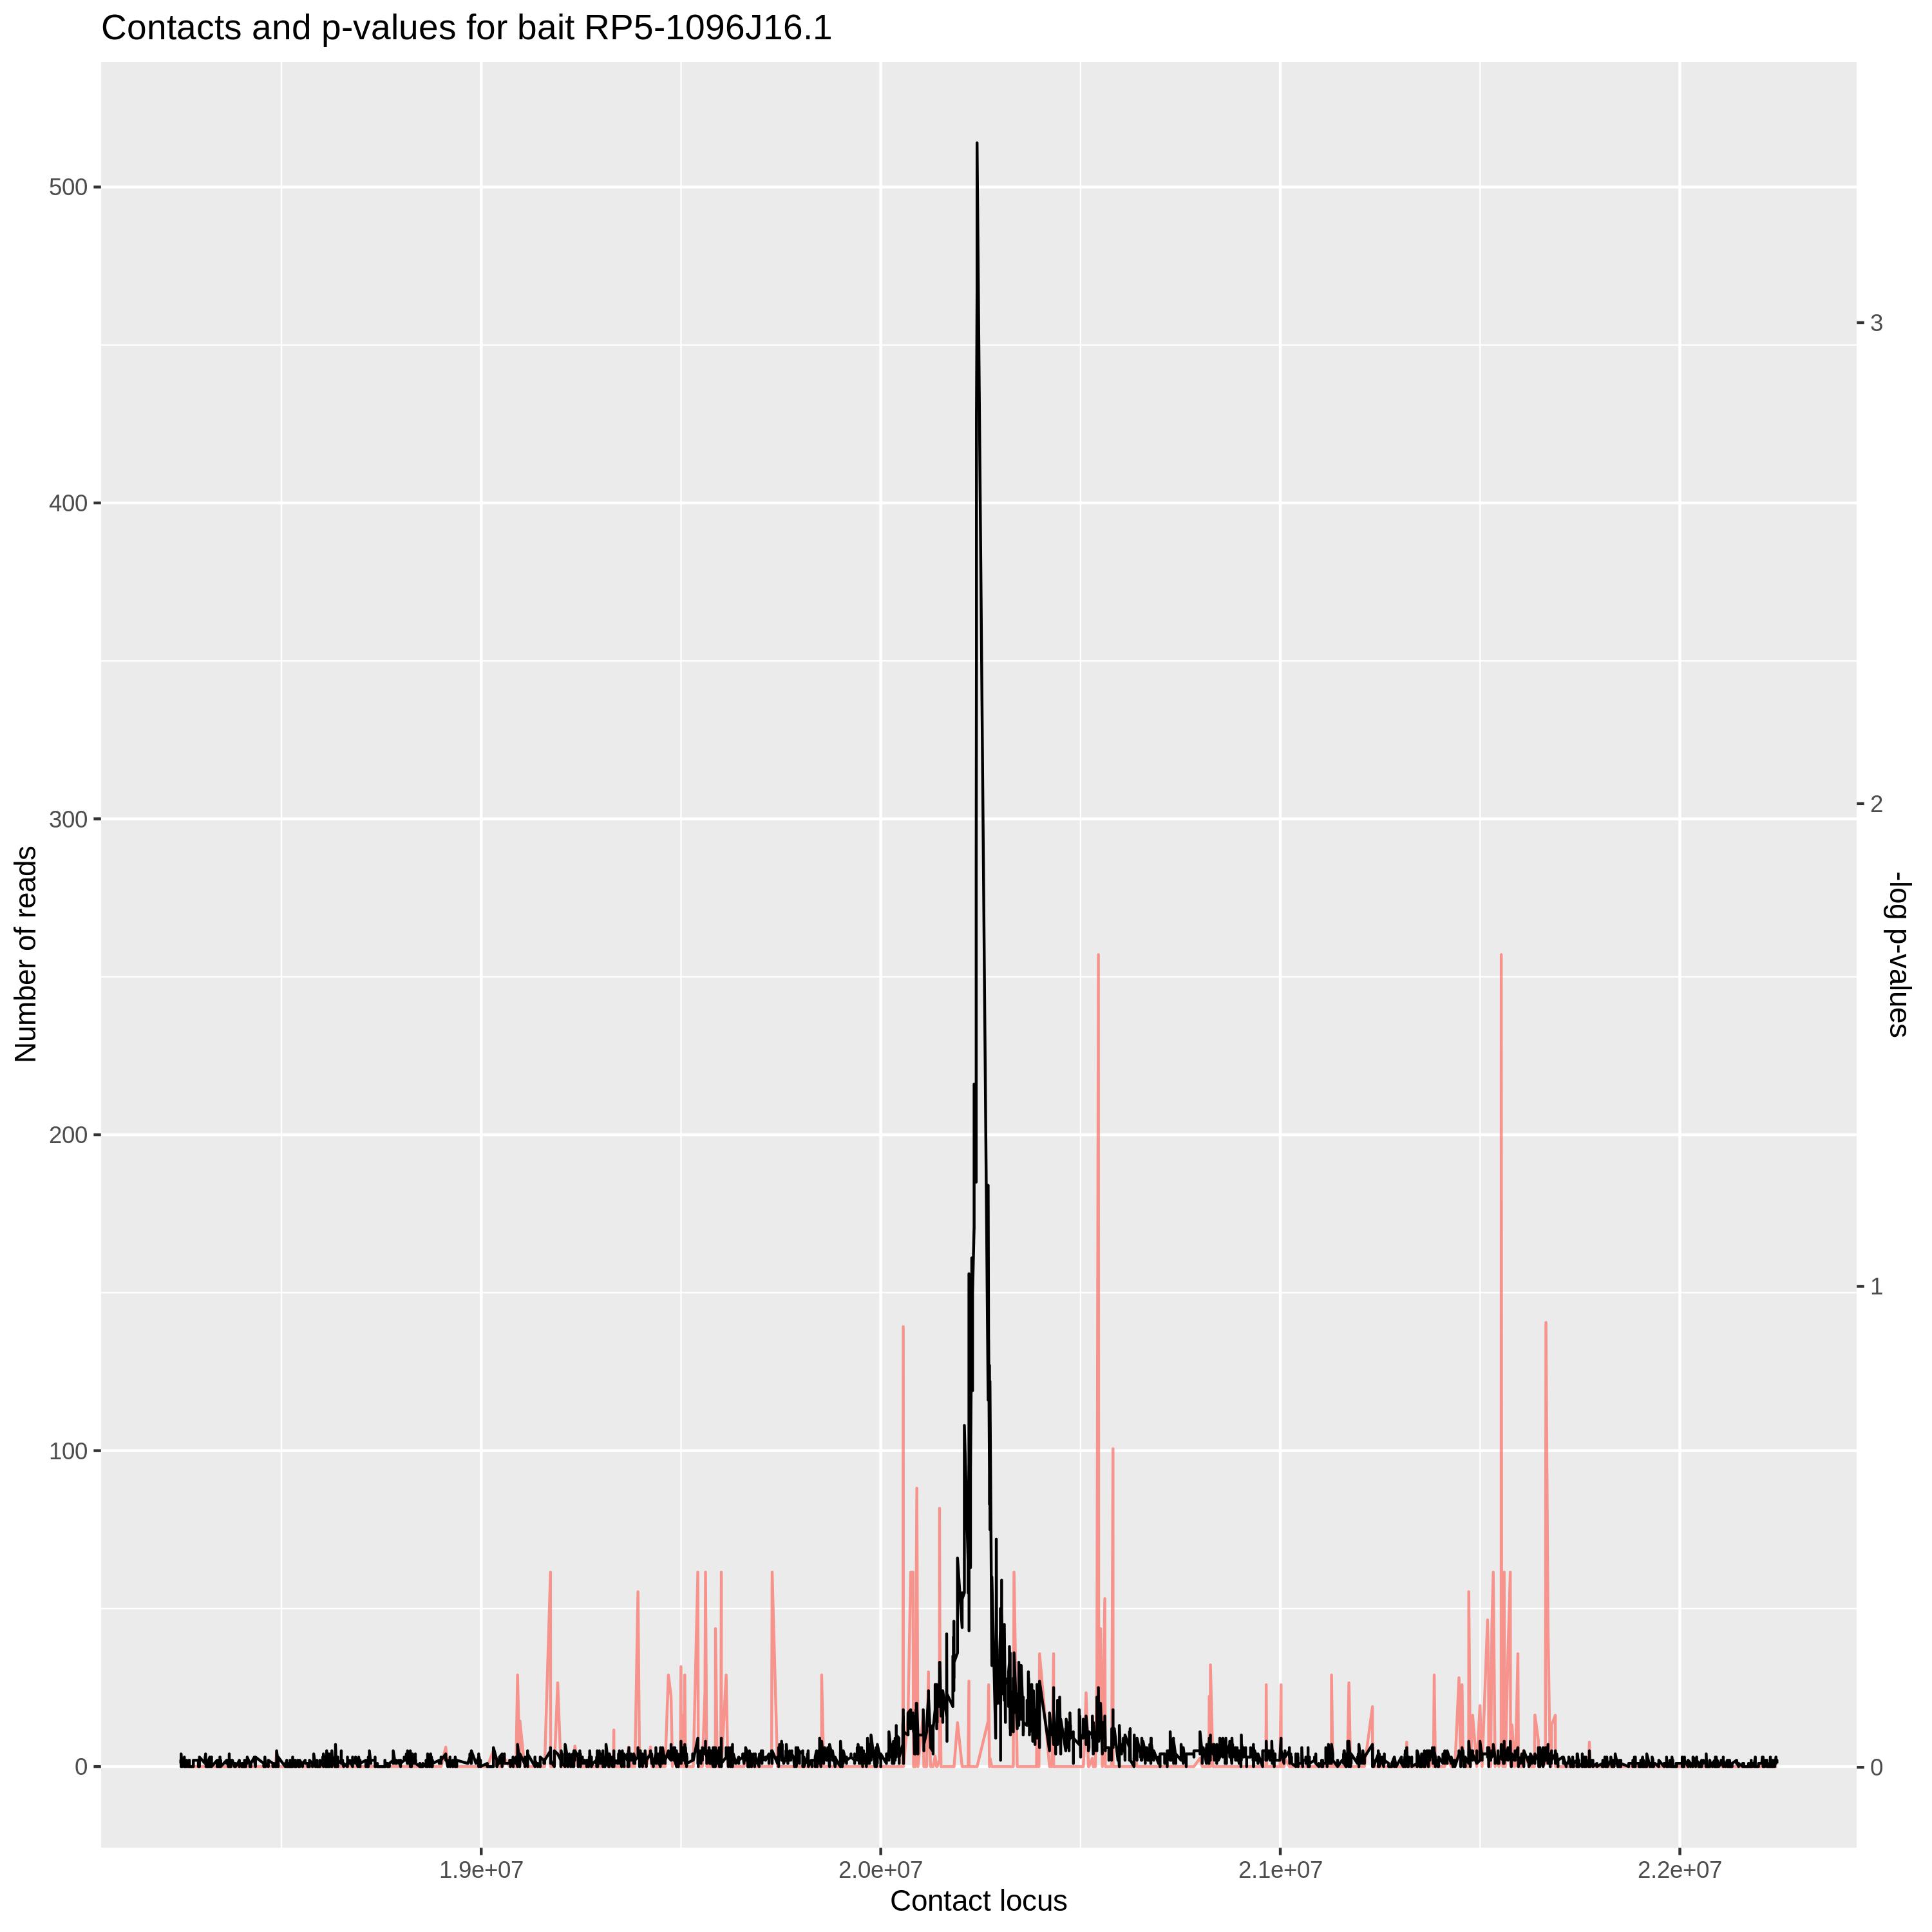 Contacts and p-values for bait RP5-1096J16.1
500
400
300
200
100
0
Number of reads
3
2
1
0
-log p-values
1.9e+07
2.0e+07
2.1e+07
2.2e+07
Contact locus